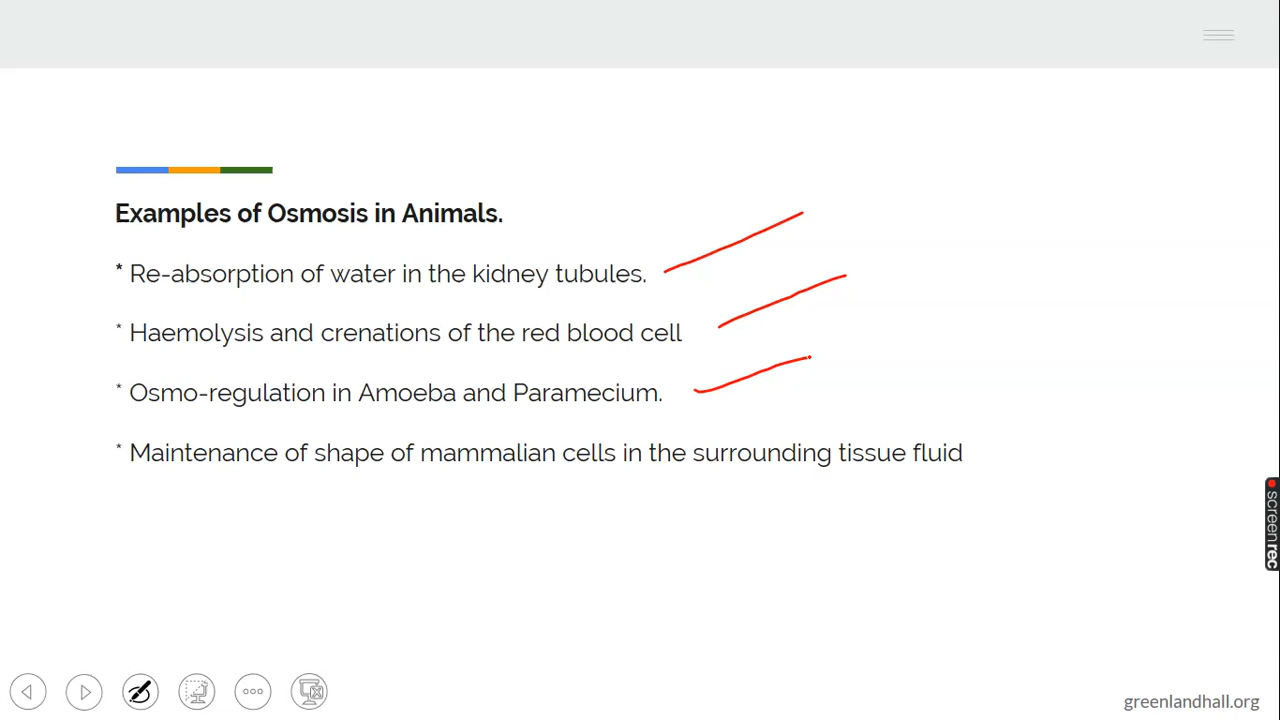 Examples of Osmosis in Animals.
* Re-absorption of water in the kidney tubules.
* Haemolysis and crenations of the red blood cell
* Osmo-regulation in Amoeba and Paramecium.
* Maintenance of shape of mammalian cells in the surrounding tissue fluid
screenrec
greenlandhall.org